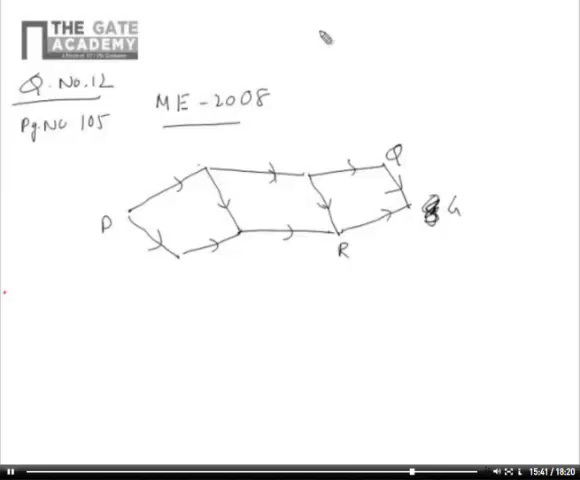 THE GATE
ACADEMY
Q. No. 12
ME - 2008
Pg. No 105
Q
P
G
R
15:41 / 18:20